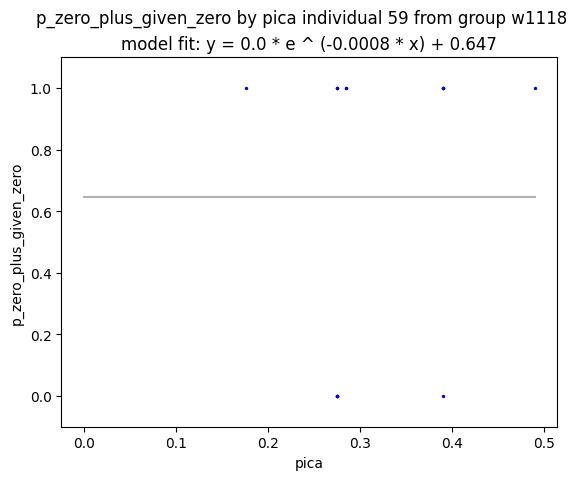 p_zero_plus_given_zero by pica individual 59 from group w1118
model fit: y = 0.0 * e ^ (-0.0008 * x) + 0.647
1.0
0.8
0.6
0.4
0.2
0.0
p_zero_plus_given_zero
0.0 0.1 0.2 0.3 0.4 0.5
pica